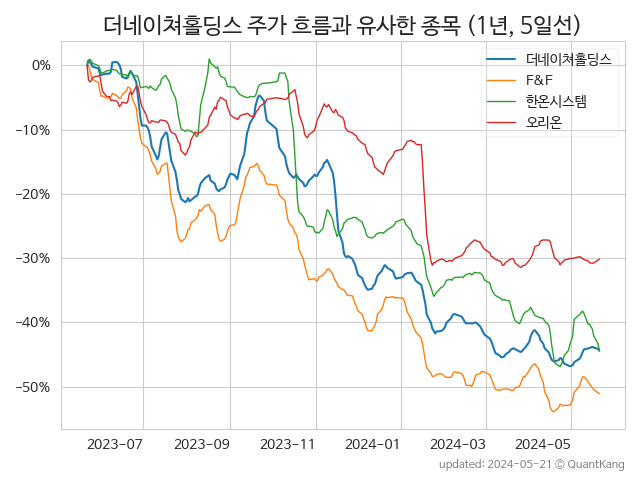 더네이쳐홀딩스 주가 흐름과 유사한 종목 (1년, 5일선)
더네이쳐홀딩스
F&F
한온시스템
오리온
0%
−10%
−20%
−30%
−40%
−50%
2023-07
2023-09
2023-11
2024-01
2024-03
2024-05
updated: 2024-05-21 © QuantKang